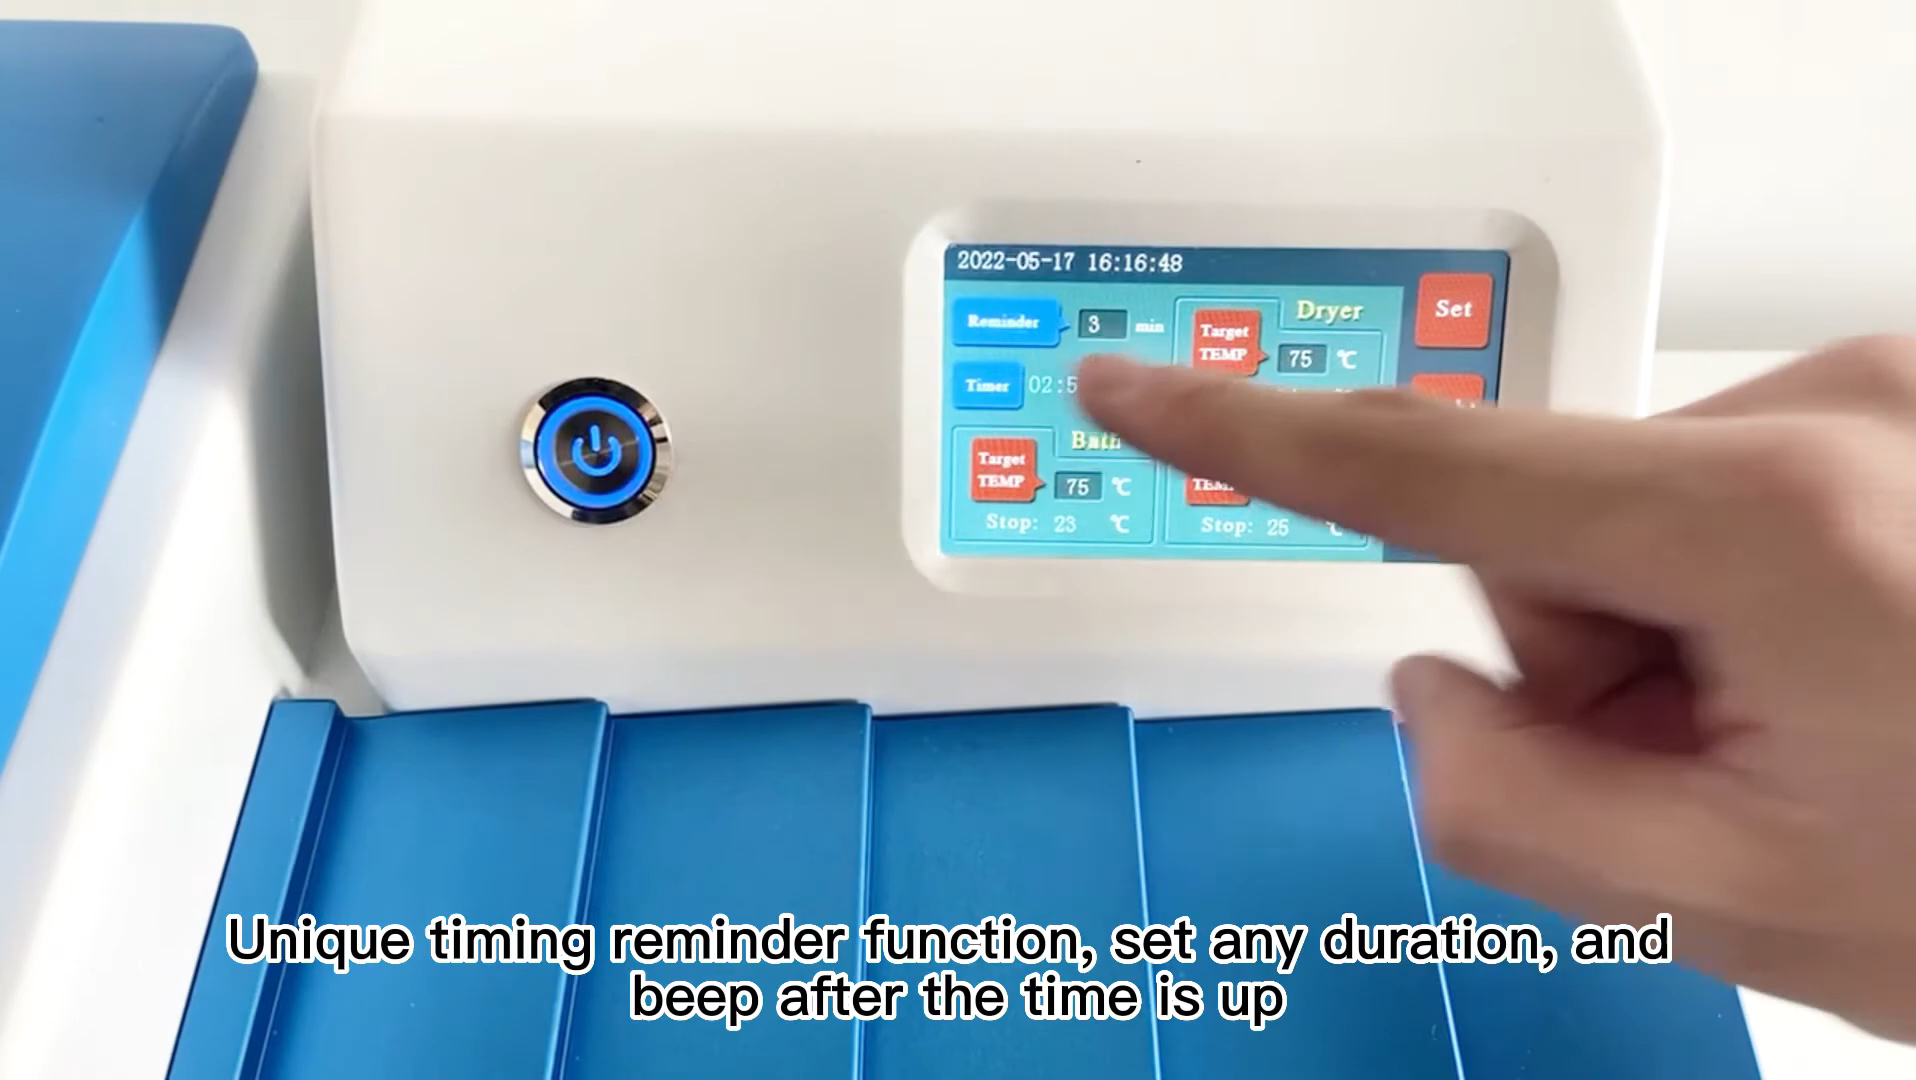 2022-05-17 16:16:48
Reminder 3 min
Timer
Dryer
Target
TEMP 75 ℃
Set
Bath
Target
TEMP 75 ℃
Stop: 23 ℃
TEMP
Stop: 25 ℃
Unique timing reminder function, set any duration, and
beep after the time is up